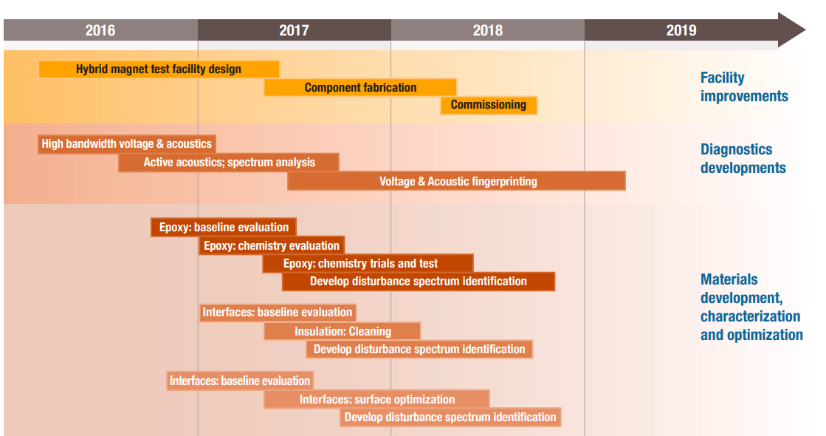 2016 2017 2018 2019
Hybrid magnet test facility design
Component fabrication
Commissioning
Facility
improvements
High bandwidth voltage & acoustics
Active acoustics; spectrum analysis
Voltage & Acoustic fingerprinting
Diagnostics
developments
Epoxy: baseline evaluation
Epoxy: chemistry evaluation
Epoxy: chemistry trials and test
Develop disturbance spectrum identification
Interfaces: baseline evaluation
Insulation: Cleaning
Develop disturbance spectrum identification
Interfaces: baseline evaluation
Interfaces: surface optimization
Develop disturbance spectrum identification
Materials
development,
characterization
and optimization